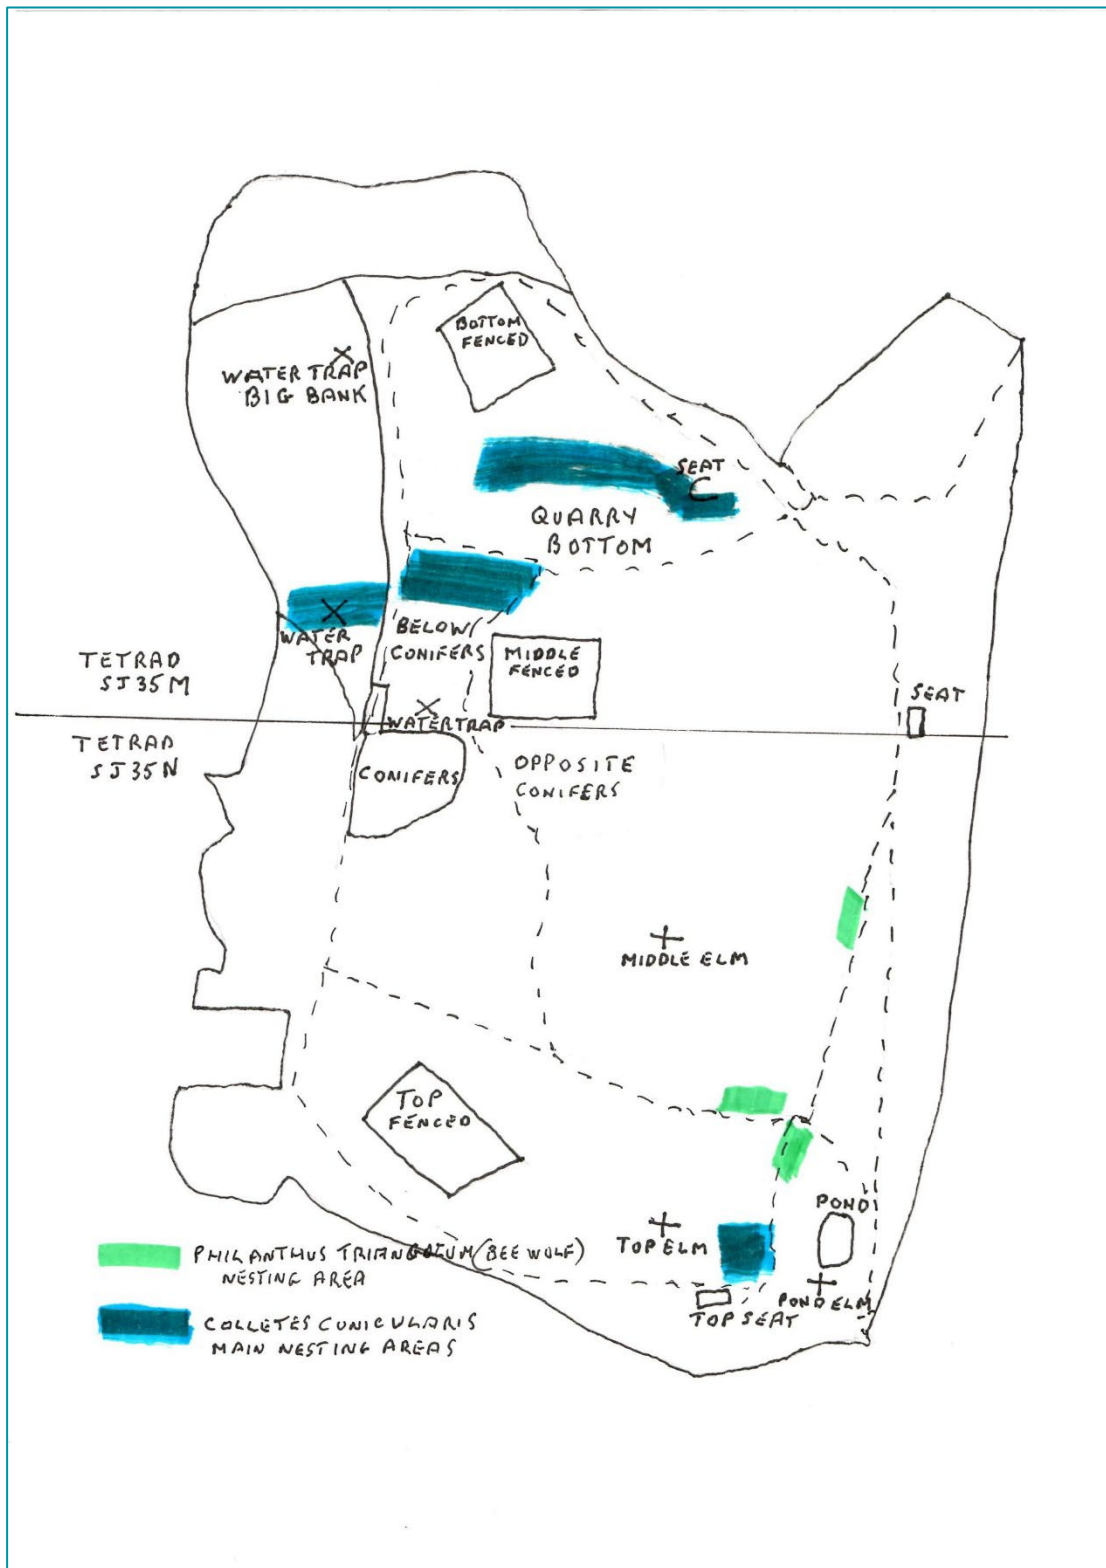 BOTTOM
FENCED
WATER TRAP
BIG BANK
SEAT
QUARRY
BOTTOM
WATER
TRAP
BELOW
CONIFERS
MIDDLE
FENCED
TETRAD
SJ35M
SEAT
WATERTRAP
TETRAD
SJ35N
CONIFERS
OPPOSITE
CONIFERS
MIDDLE ELM
TOP
FENCED
POND
TOP ELM
POND ELM
TOP SEAT
PHILANTHUS TRIANGULUM (BEE WOLF)
NESTING AREA
COLLETES CUNICULARIS
MAIN NESTING AREAS